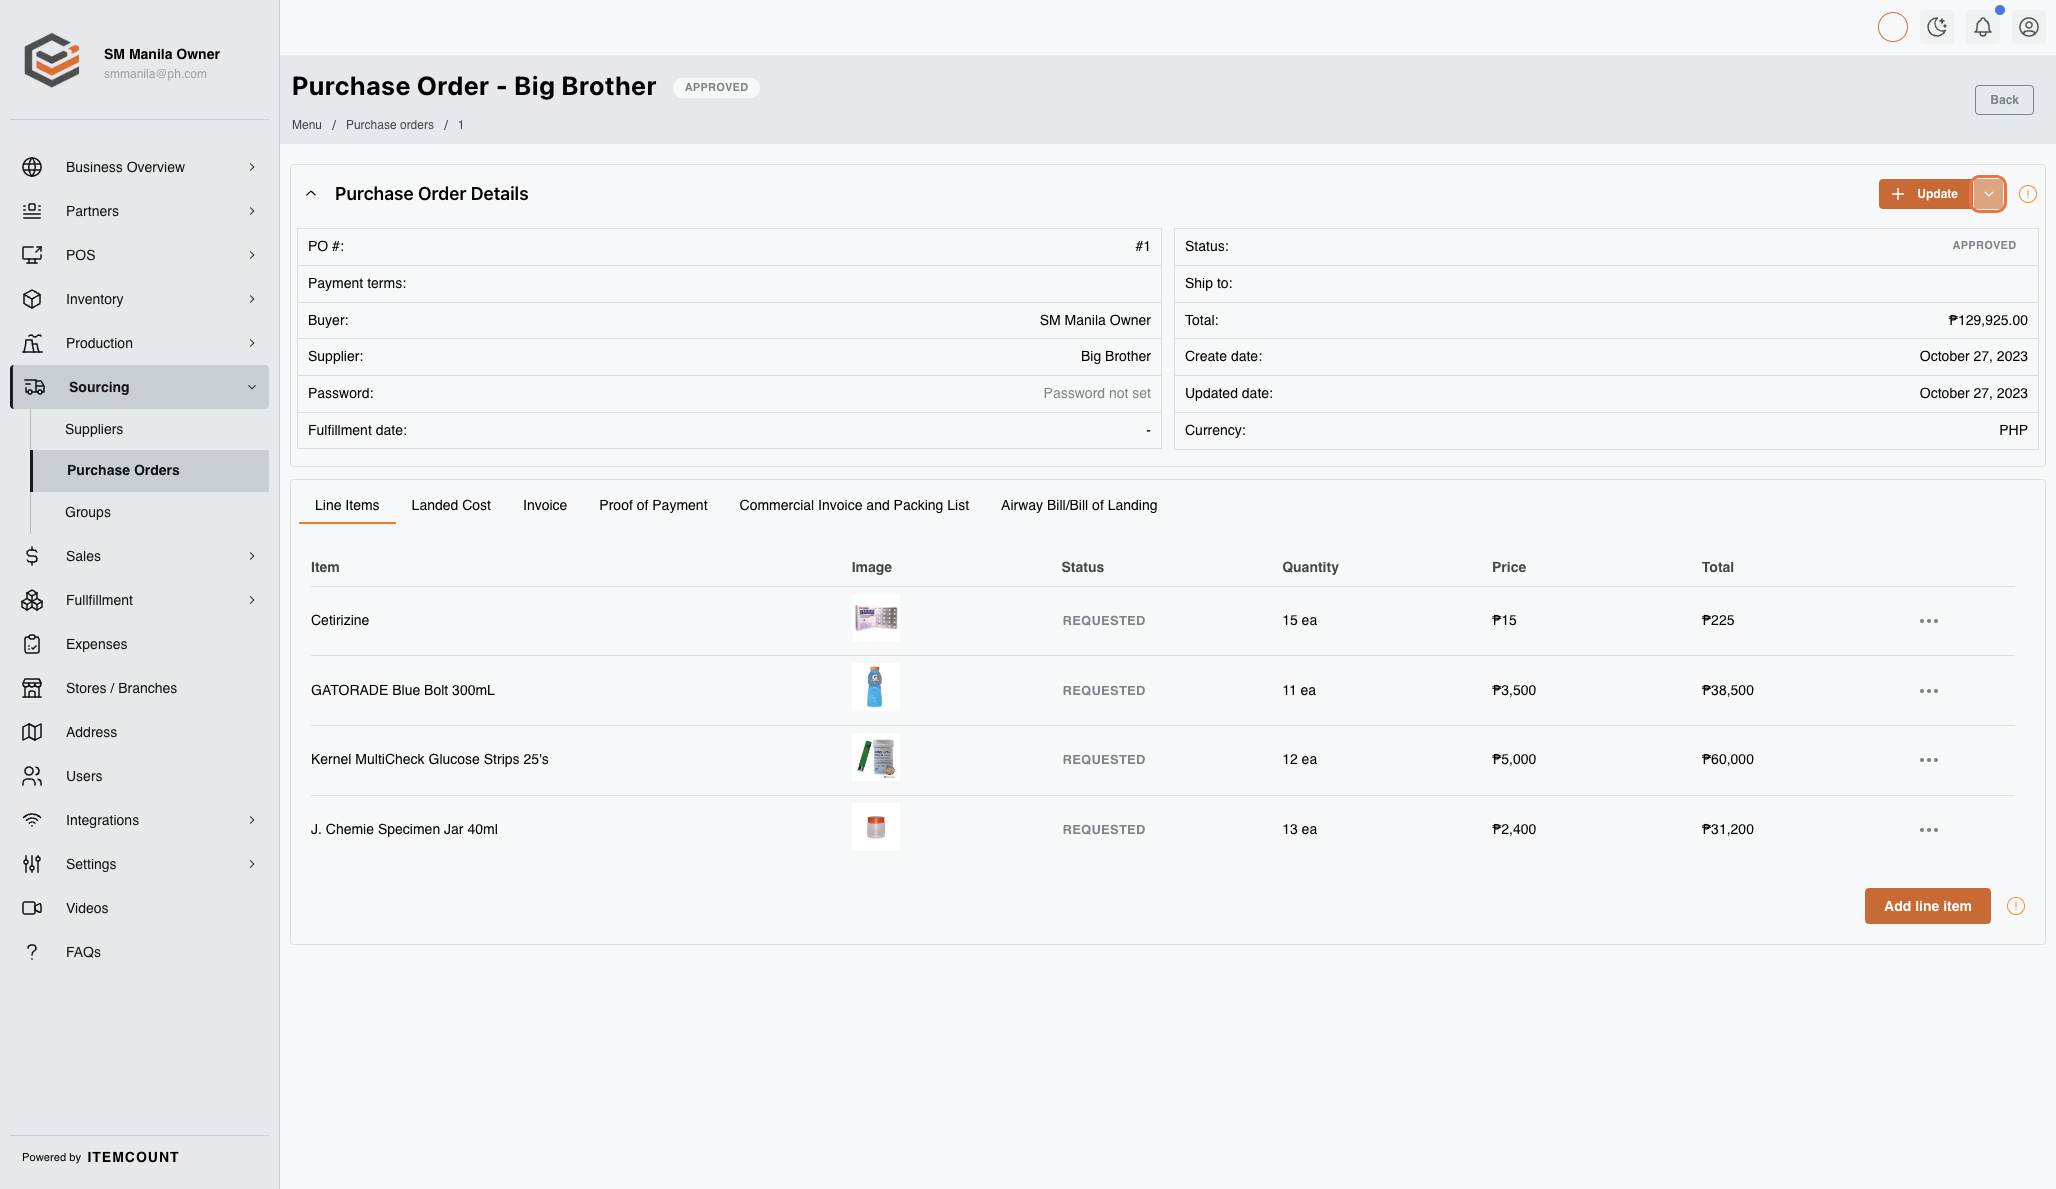 SM Manila Owner
smmanila@ph.com
Business Overview
Partners
POS
Inventory
Production
Sourcing
Suppliers
Purchase Orders
Groups
Sales
Fullfillment
Expenses
Stores / Branches
Address
Users
Integrations
Settings
Videos
FAQs
Powered by ITEMCOUNT
Purchase Order - Big Brother APPROVED
Back
Menu / Purchase orders / 1
Purchase Order Details
Update
PO #: #1
Payment terms:
Buyer: SM Manila Owner
Supplier: Big Brother
Password: Password not set
Fulfillment date: -
Status: APPROVED
Ship to:
Total: ₱129,925.00
Create date: October 27, 2023
Updated date: October 27, 2023
Currency: PHP
Line Items Landed Cost Invoice Proof of Payment Commercial Invoice and Packing List Airway Bill/Bill of Landing
Item Image Status Quantity Price Total
Cetirizine REQUESTED 15 ea ₱15 ₱225
GATORADE Blue Bolt 300mL REQUESTED 11 ea ₱3,500 ₱38,500
Kernel MultiCheck Glucose Strips 25's REQUESTED 12 ea ₱5,000 ₱60,000
J. Chemie Specimen Jar 40ml REQUESTED 13 ea ₱2,400 ₱31,200
Add line item